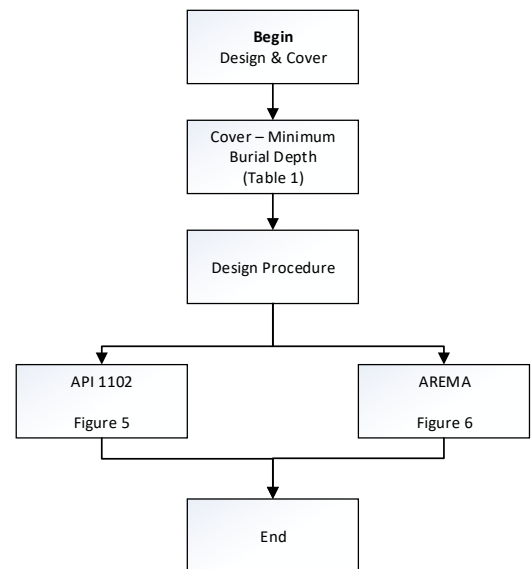 Begin
Design & Cover
Cover – Minimum
Burial Depth
(Table 1)
Design Procedure
API 1102
Figure 5
AREMA
Figure 6
End